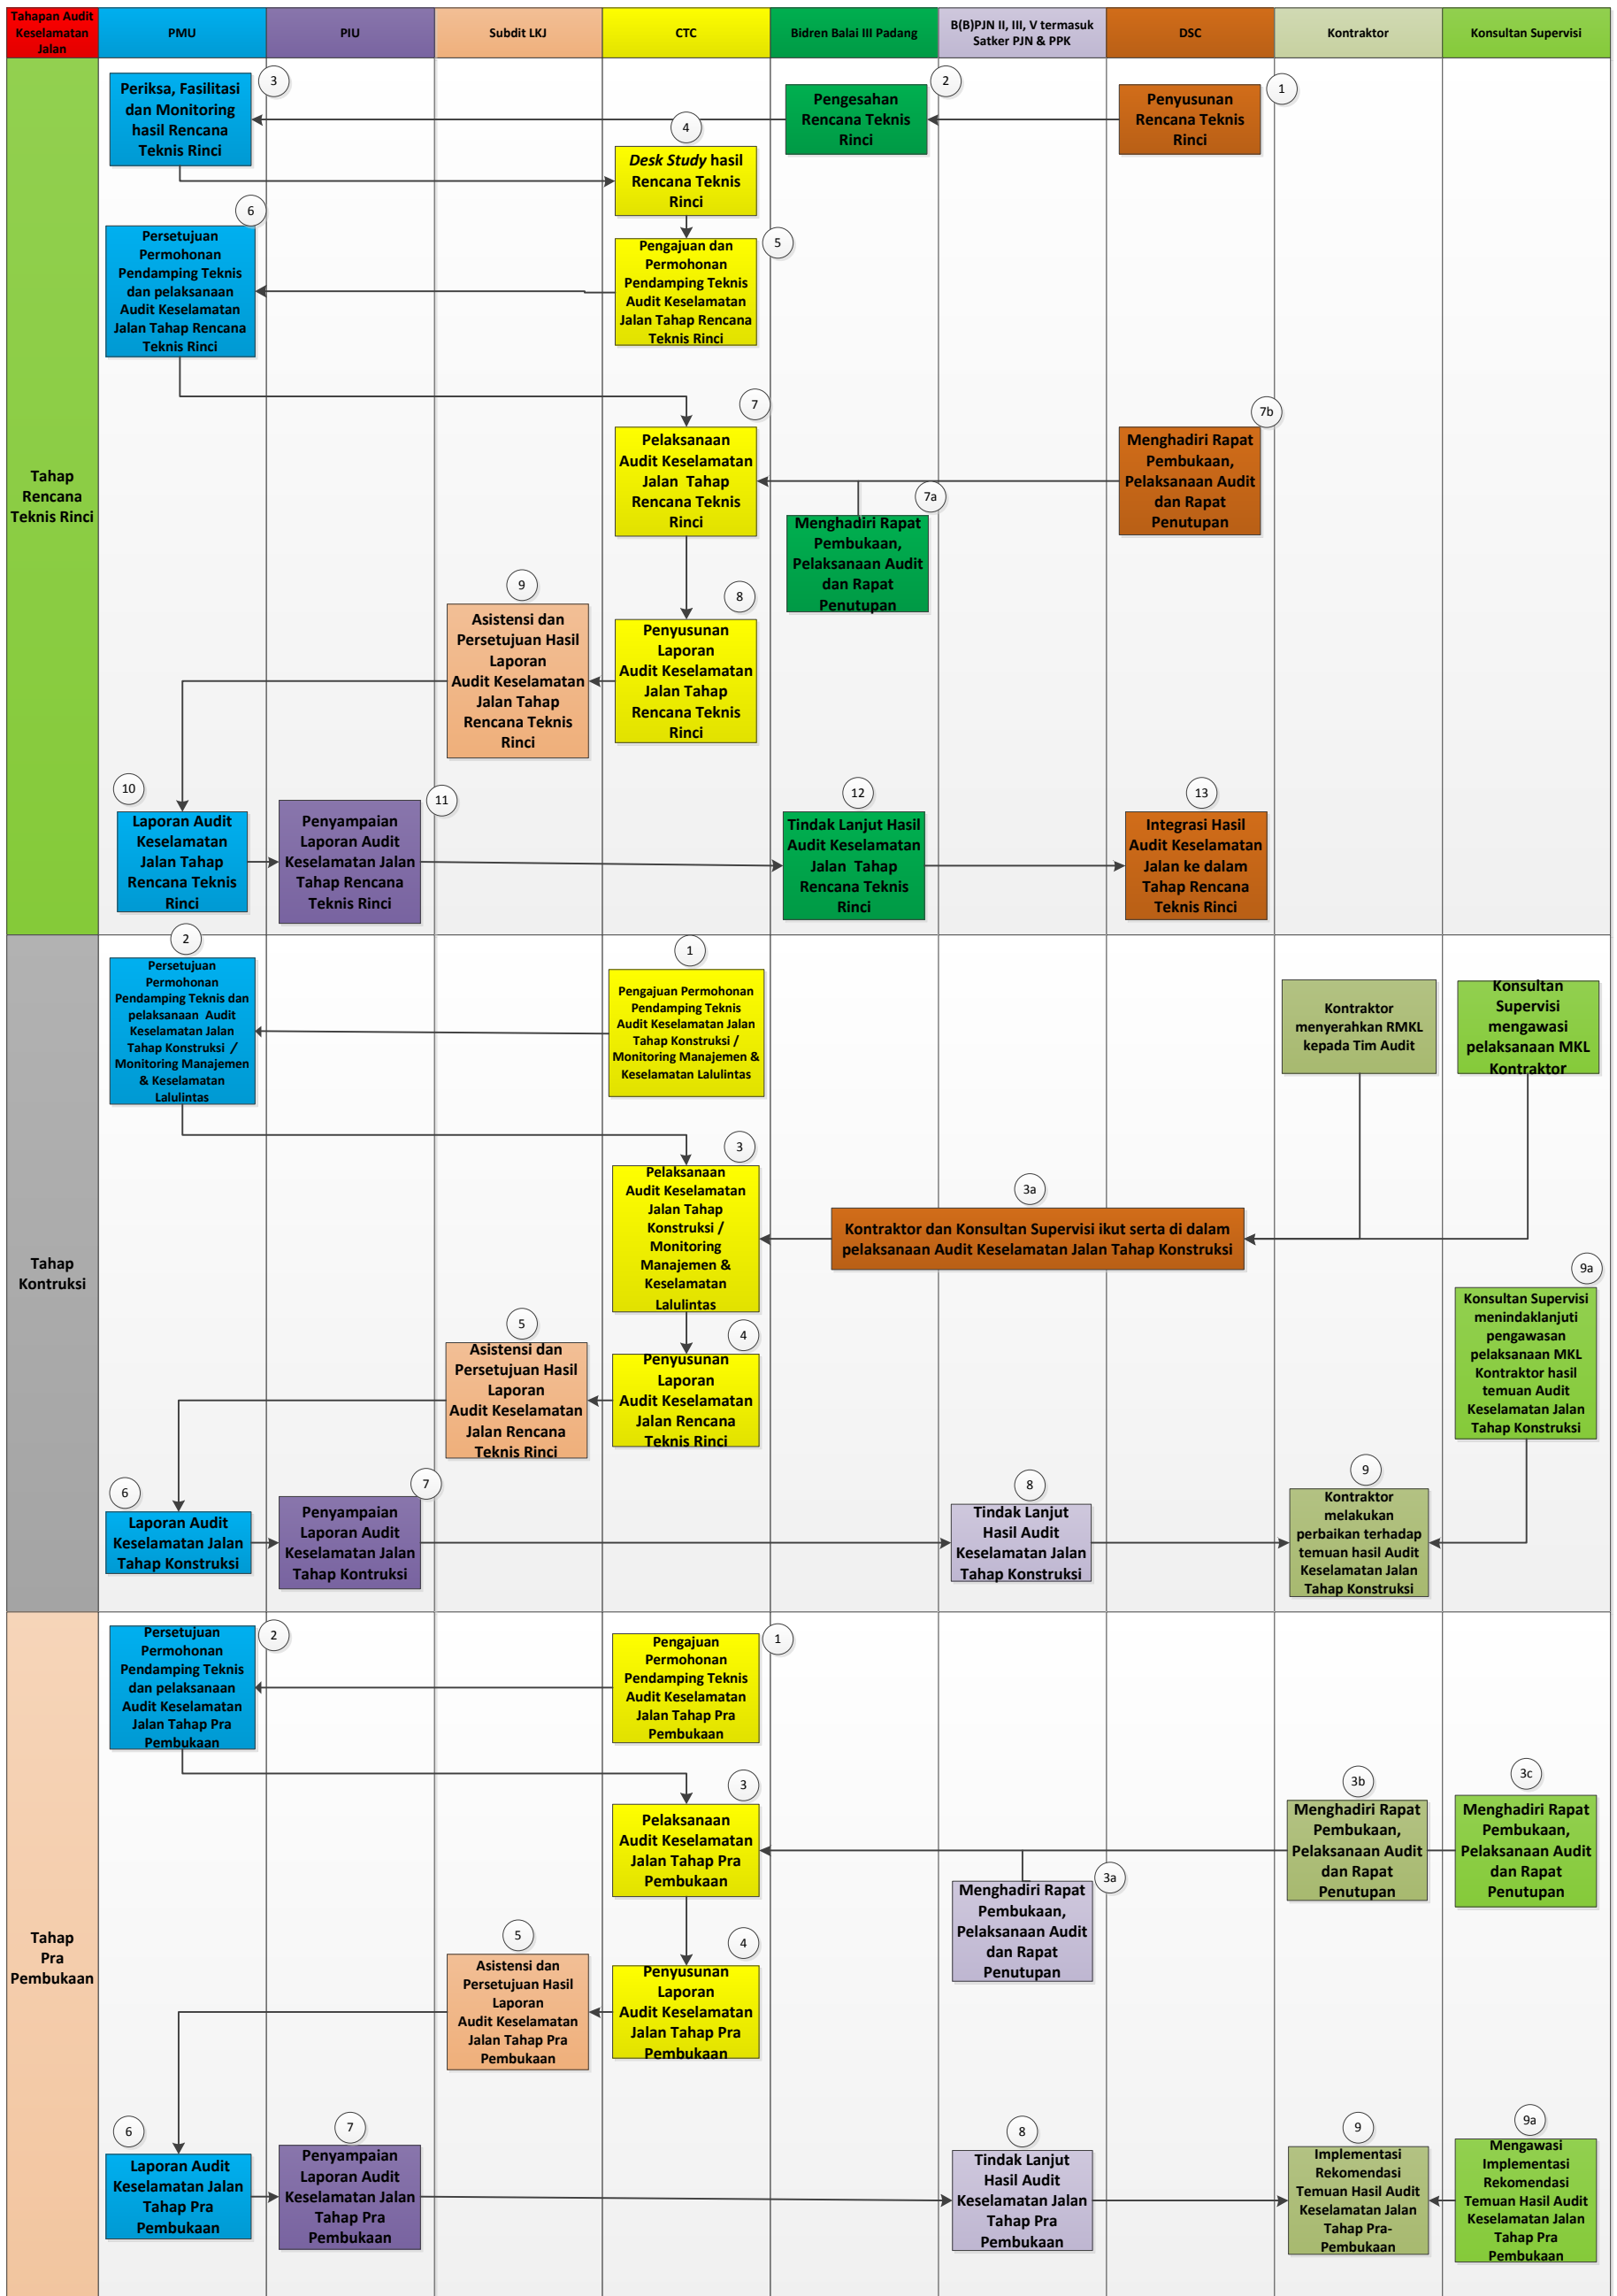 Tahapan Audit
Keselamatan
Jalan
PMU
PIU
Subdit LKJ
CTC
Bidren Balai III Padang
B(B)PJN II, III, V termasuk
Satker PJN & PPK
DSC
Kontraktor
Konsultan Supervisi
Tahap
Rencana
Teknis Rinci
1
Penyusunan
Rencana Teknis
Rinci
2
Pengesahan
Rencana Teknis
Rinci
3
Periksa, Fasilitasi
dan Monitoring
hasil Rencana
Teknis Rinci
4
Desk Study hasil
Rencana Teknis
Rinci
5
Pengajuan dan
Permohonan
Pendamping Teknis
Audit Keselamatan
Jalan Tahap Rencana
Teknis Rinci
6
Persetujuan
Permohonan
Pendamping Teknis
dan pelaksanaan
Audit Keselamatan
Jalan Tahap Rencana
Teknis Rinci
7
Pelaksanaan
Audit Keselamatan
Jalan Tahap
Rencana Teknis
Rinci
7a
Menghadiri Rapat
Pembukaan,
Pelaksanaan Audit
dan Rapat
Penutupan
7b
Menghadiri Rapat
Pembukaan,
Pelaksanaan Audit
dan Rapat
Penutupan
8
Penyusunan
Laporan
Audit Keselamatan
Jalan Tahap
Rencana Teknis
Rinci
9
Asistensi dan
Persetujuan Hasil
Laporan
Audit Keselamatan
Jalan Tahap
Rencana Teknis
Rinci
10
Laporan Audit
Keselamatan
Jalan Tahap
Rencana Teknis
Rinci
11
Penyampaian
Laporan Audit
Keselamatan Jalan
Tahap Rencana
Teknis Rinci
12
Tindak Lanjut Hasil
Audit Keselamatan
Jalan Tahap
Rencana Teknis
Rinci
13
Integrasi Hasil
Audit Keselamatan
Jalan ke dalam
Tahap Rencana
Teknis Rinci
Tahap
Kontruksi
1
Pengajuan Permohonan
Pendamping Teknis
Audit Keselamatan Jalan
Tahap Konstruksi /
Monitoring Manajemen &
Keselamatan Lalulintas
2
Persetujuan
Permohonan
Pendamping Teknis dan
pelaksanaan Audit
Keselamatan Jalan
Tahap Konstruksi /
Monitoring Manajemen
& Keselamatan
Lalulintas
Kontraktor
menyerahkan RMKL
kepada Tim Audit
Konsultan
Supervisi
mengawasi
pelaksanaan MKL
Kontraktor
3
Pelaksanaan
Audit Keselamatan
Jalan Tahap
Konstruksi /
Monitoring
Manajemen &
Keselamatan
Lalulintas
3a
Kontraktor dan Konsultan Supervisi ikut serta di dalam
pelaksanaan Audit Keselamatan Jalan Tahap Konstruksi
4
Penyusunan
Laporan
Audit Keselamatan
Jalan Rencana
Teknis Rinci
5
Asistensi dan
Persetujuan Hasil
Laporan
Audit Keselamatan
Jalan Rencana
Teknis Rinci
6
Laporan Audit
Keselamatan Jalan
Tahap Konstruksi
7
Penyampaian
Laporan Audit
Keselamatan Jalan
Tahap Kontruksi
8
Tindak Lanjut
Hasil Audit
Keselamatan Jalan
Tahap Konstruksi
9
Kontraktor
melakukan
perbaikan terhadap
temuan hasil Audit
Keselamatan Jalan
Tahap Konstruksi
9a
Konsultan Supervisi
menindaklanjuti
pengawasan
pelaksanaan MKL
Kontraktor hasil
temuan Audit
Keselamatan Jalan
Tahap Konstruksi
Tahap
Pra
Pembukaan
1
Pengajuan
Permohonan
Pendamping Teknis
Audit Keselamatan
Jalan Tahap Pra
Pembukaan
2
Persetujuan
Permohonan
Pendamping Teknis
dan pelaksanaan
Audit Keselamatan
Jalan Tahap Pra
Pembukaan
3
Pelaksanaan
Audit Keselamatan
Jalan Tahap Pra
Pembukaan
3a
Menghadiri Rapat
Pembukaan,
Pelaksanaan Audit
dan Rapat
Penutupan
3b
Menghadiri Rapat
Pembukaan,
Pelaksanaan Audit
dan Rapat
Penutupan
3c
Menghadiri Rapat
Pembukaan,
Pelaksanaan Audit
dan Rapat
Penutupan
4
Penyusunan
Laporan
Audit Keselamatan
Jalan Tahap Pra
Pembukaan
5
Asistensi dan
Persetujuan Hasil
Laporan
Audit Keselamatan
Jalan Tahap Pra
Pembukaan
6
Laporan Audit
Keselamatan Jalan
Tahap Pra
Pembukaan
7
Penyampaian
Laporan Audit
Keselamatan Jalan
Tahap Pra
Pembukaan
8
Tindak Lanjut
Hasil Audit
Keselamatan Jalan
Tahap Pra
Pembukaan
9
Implementasi
Rekomendasi
Temuan Hasil Audit
Keselamatan Jalan
Tahap Pra-
Pembukaan
9a
Mengawasi
Implementasi
Rekomendasi
Temuan Hasil Audit
Keselamatan Jalan
Tahap Pra
Pembukaan